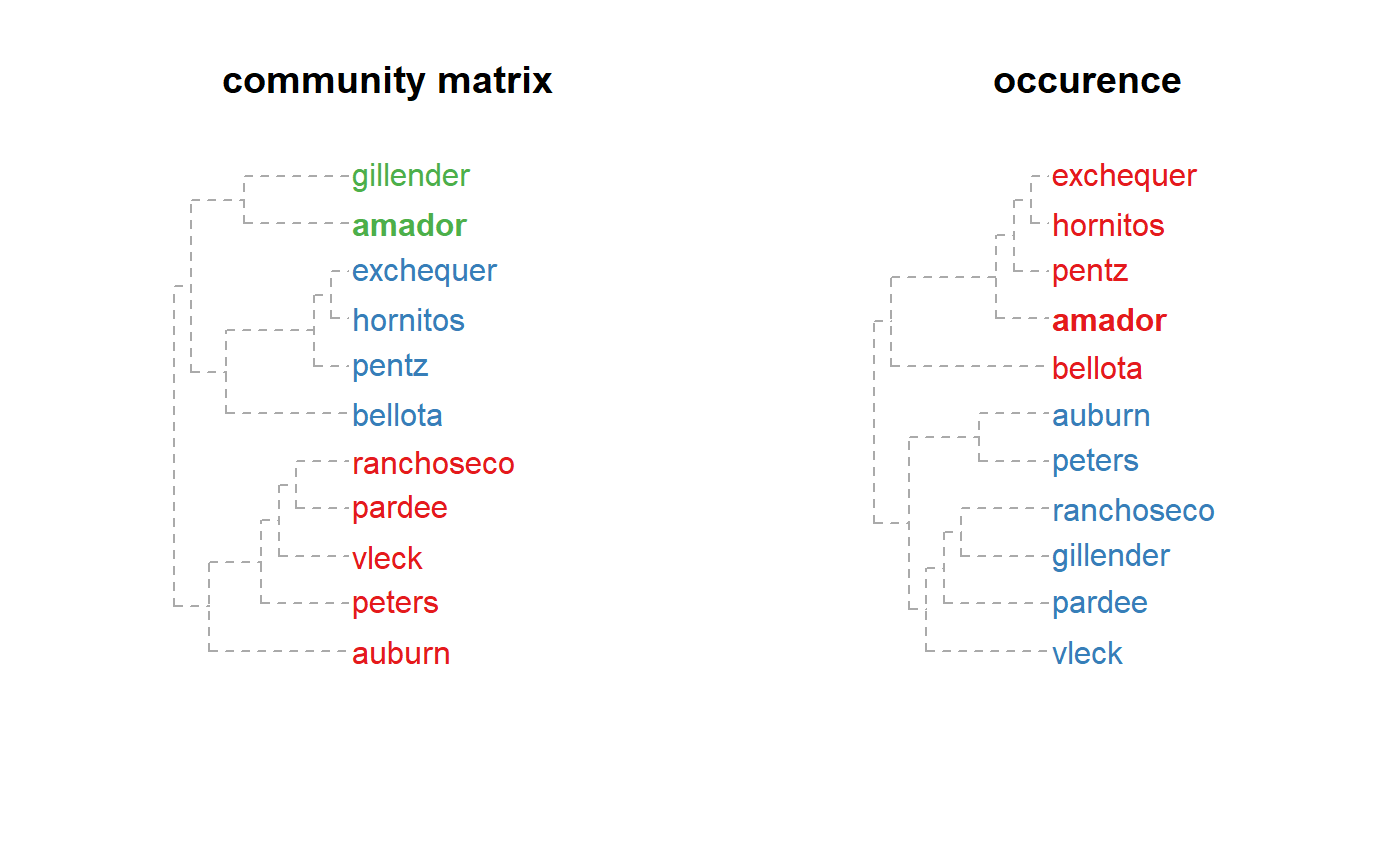 community matrix
gillender
amador
exchequer
hornitos
pentz
bellota
ranchoseco
pardee
vleck
peters
auburn
occurence
exchequer
hornitos
pentz
amador
bellota
auburn
peters
ranchoseco
gillender
pardee
vleck